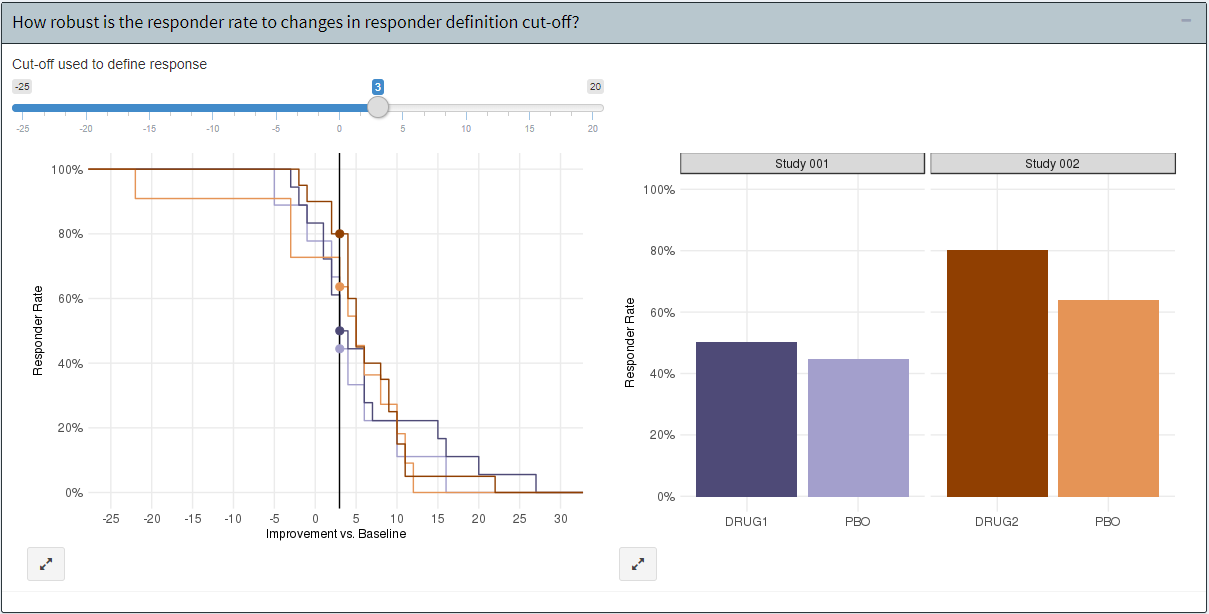 How robust is the responder rate to changes in responder definition cut-off?
Cut-off used to define response
-25 3 20
-25 -20 -15 -10 -5 0 5 10 15 20
100%
80%
60%
40%
20%
0%
Responder Rate
-25 -20 -15 -10 -5 0 5 10 15 20 25 30
Improvement vs. Baseline
Study 001 Study 002
100%
80%
60%
40%
20%
0%
Responder Rate
DRUG1 PBO DRUG2 PBO